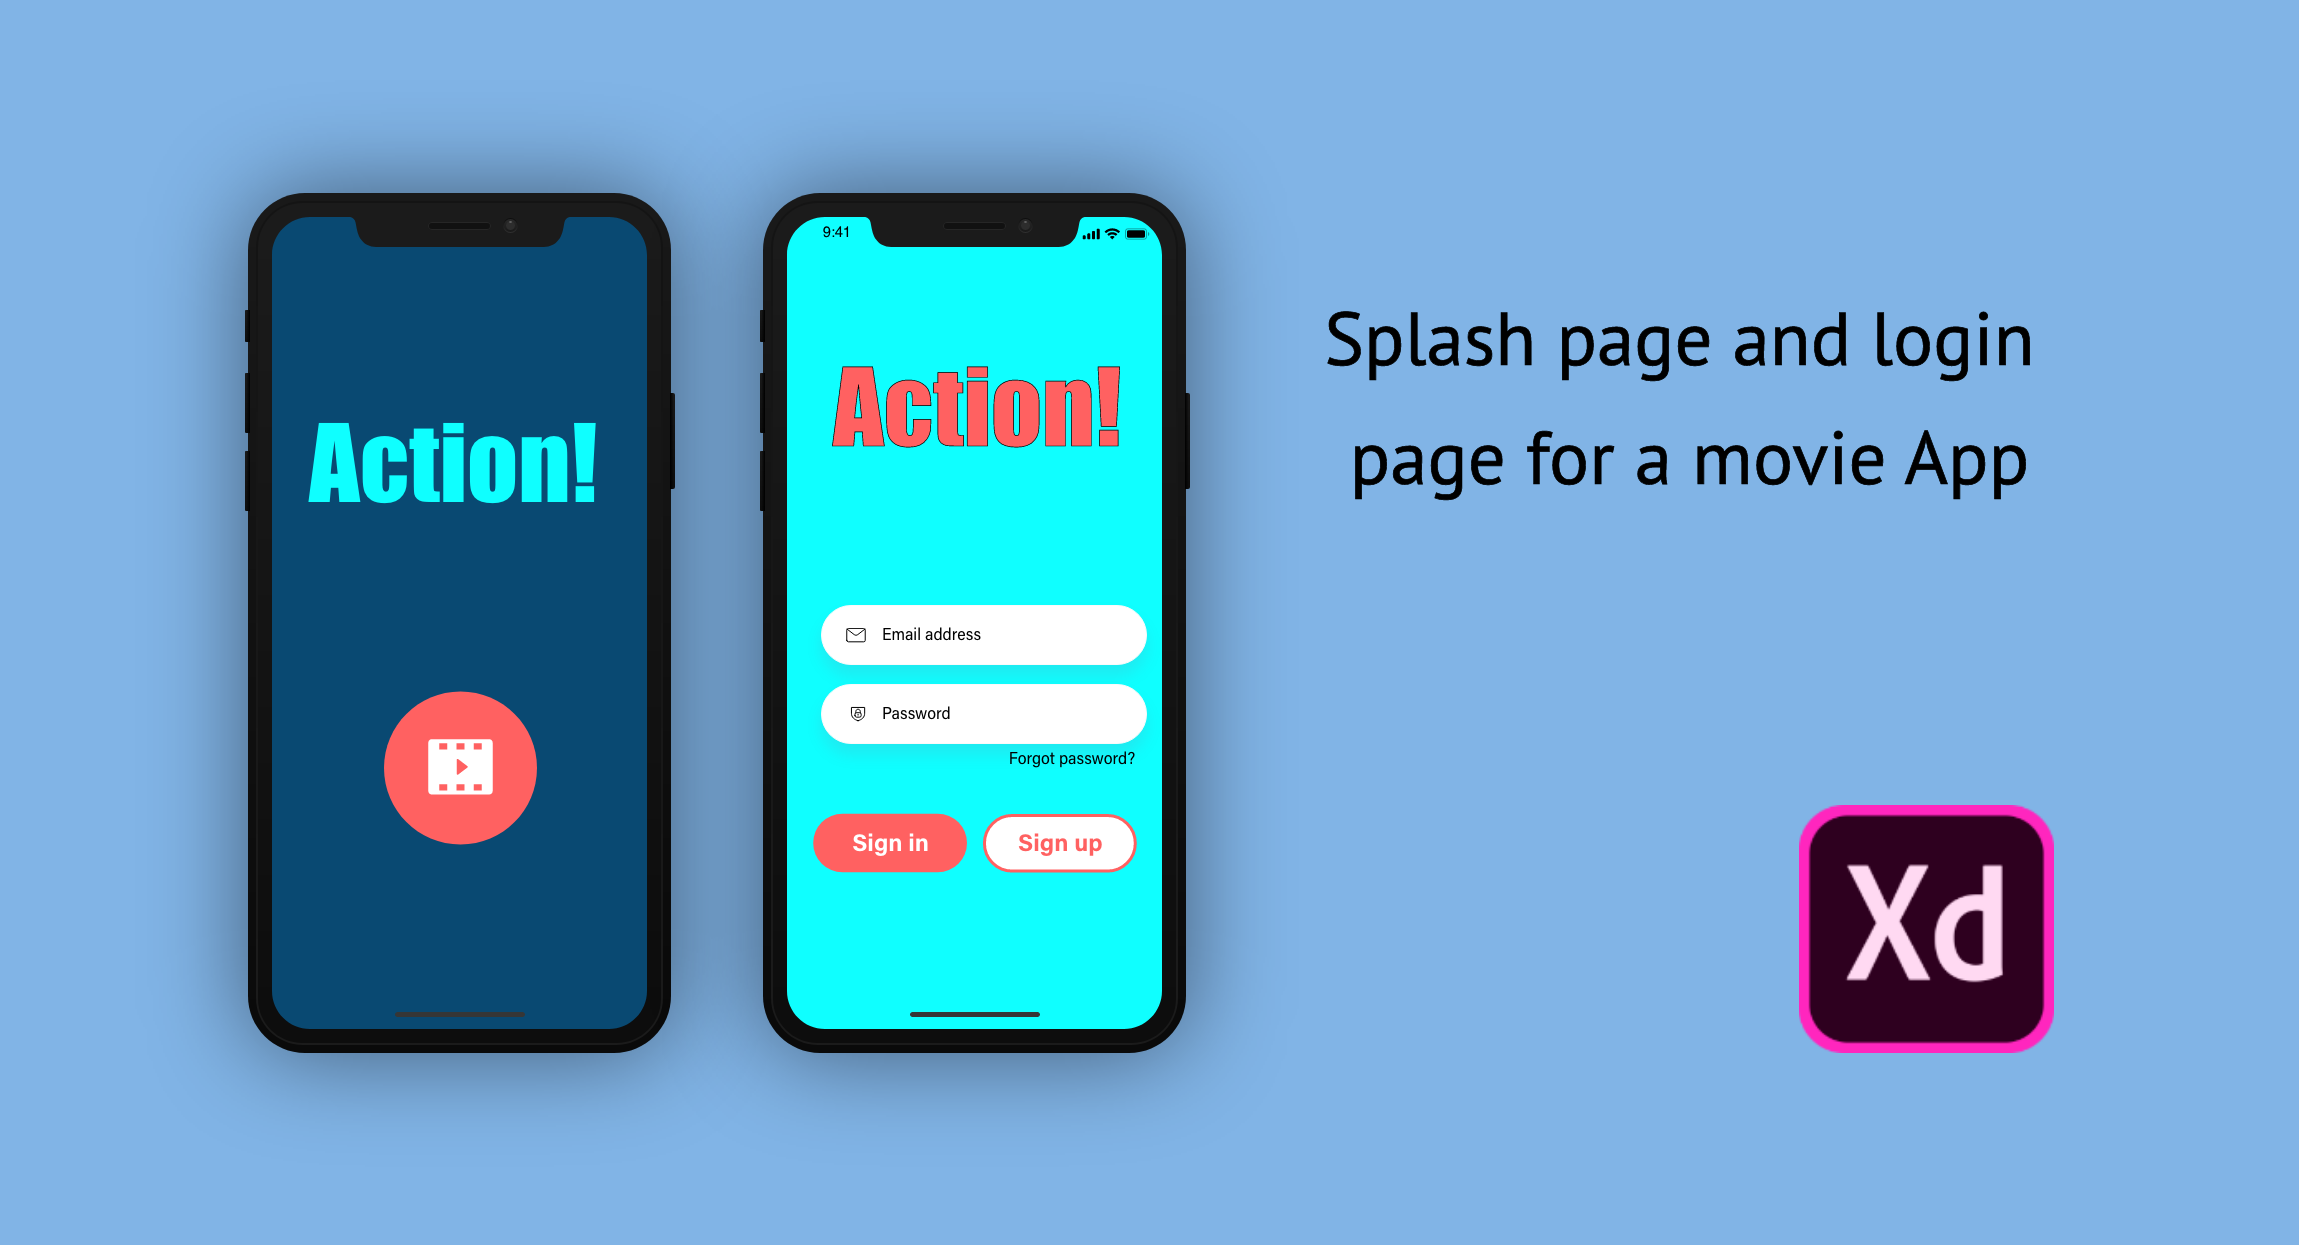 Action!
9:41
Action!
Email address
Password
Forgot password?
Sign in
Sign up
Splash page and login
page for a movie App
Xd